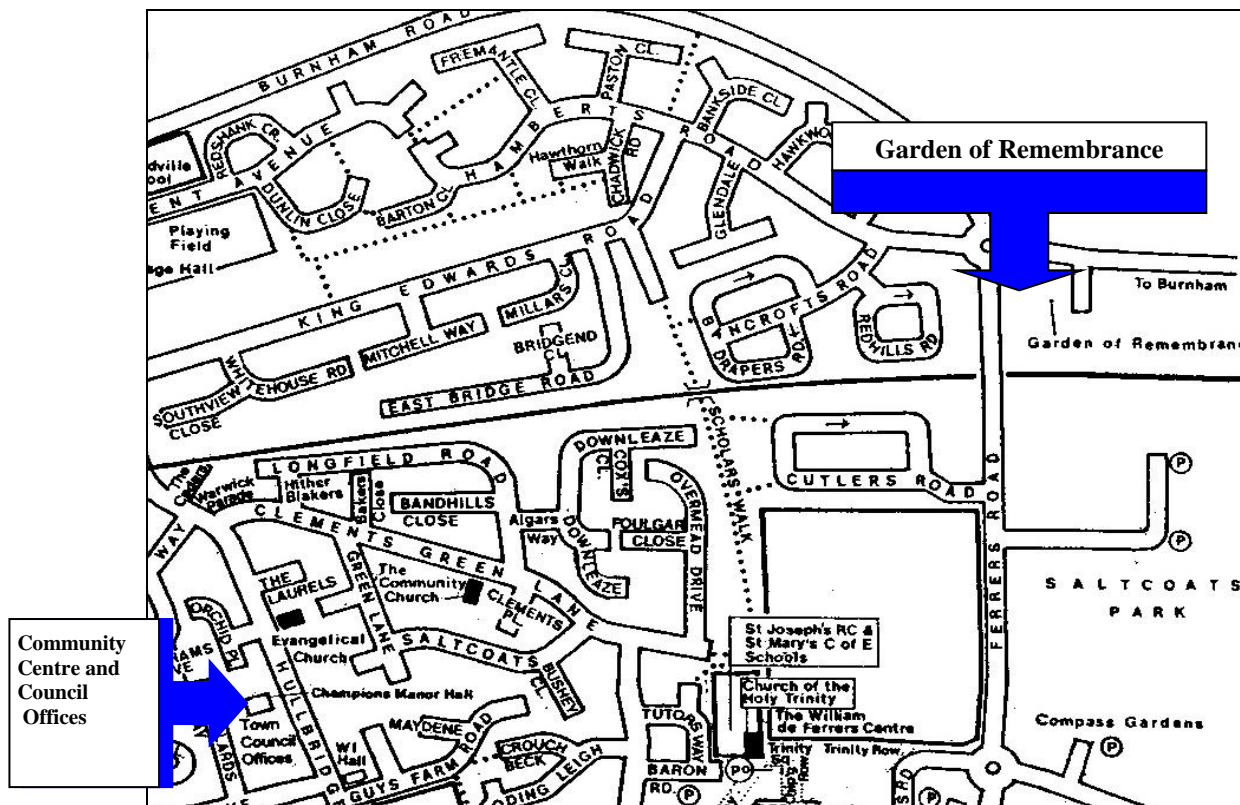 BURNHAM ROAD
FREMANTLE CL.
PASTON
CL.
BANKSIDE CL.
REDSHANK CR.
AVENUE
LAMBERTS ROAD
Hawthorn
Walk
CHADWICK
RD
GLENDALE
DUNLIN CLOSE
BARTON CL
Playing
Field
Garden of Remembrance
KING EDWARDS ROAD
MILLARS CL
MITCHELL WAY
BRIDGEND
CL.
WHITEHOUSE RD
SOUTHVIEW
CLOSE
EAST BRIDGE ROAD
BANCROFTS ROAD
DRAPERS RD.
REDHILLS RD
To Burnham
Garden of Remembran
SCHOLARS WALK
DOWNLEAZE
COX'S
CL.
LONGFIELD ROAD
Warwick
Parade
Hither
Blakers
Bakers
Close
BANDHILLS
CLOSE
Algars
Way
DOWNLEAZE
FOULGAR
CLOSE
OVERMEAD DRIVE
CUTLERS ROAD
FERRERS ROAD
P
P
SALTCOATS
PARK
WAY
CLEMENTS GREEN LANE
GREEN LANE
THE
LAURELS
The
Community
Church
CLEMENTS
PL.
Evangelical
Church
SALTCOATS
BUSHEY
CL.
ORCHID PL
St Joseph's RC &
St Mary's C of E
Schools
Church of the
Holy Trinity
The William
de Ferrers Centre
Trinity
Sq
Trinity Row
Compass Gardens
P
Community
Centre and
Council
Offices
Champions Manor Hall
Town
Council
Offices
HULLBRIDGE
WI
Hall
MAYDENE
GUYS FARM ROAD
CROUCH
BECK
LEIGH
TUTORS WAY
BARON
RD.
P
PO
P